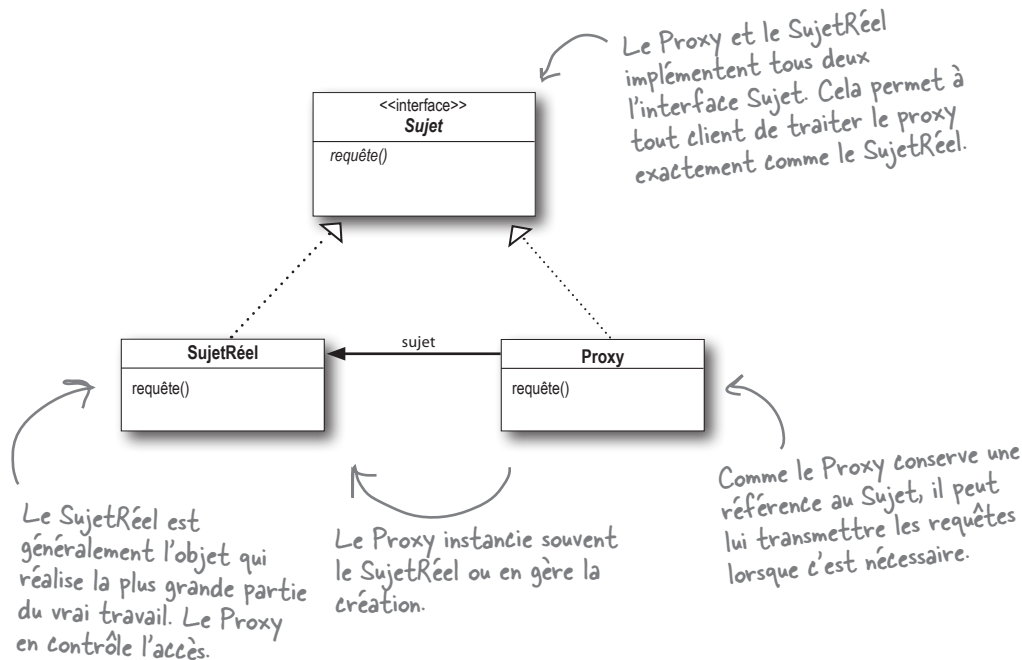 Le Proxy et le SujetRéel
implémentent tous deux
l'interface Sujet. Cela permet à
tout client de traiter le proxy
exactement comme le SujetRéel.
<<interface>>
Sujet
requête()
SujetRéel
requête()
sujet
Proxy
requête()
Le SujetRéel est
généralement l'objet qui
réalise la plus grande partie
du vrai travail. Le Proxy
en contrôle l'accès.
Le Proxy instancie souvent
le SujetRéel ou en gère la
création.
Comme le Proxy conserve une
référence au Sujet, il peut
lui transmettre les requêtes
lorsque c'est nécessaire.